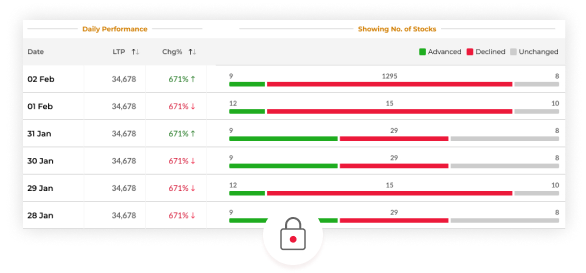 Daily Performance Showing No. of Stocks
Date LTP ↑↓ Chg% ↑↓ Advanced Declined Unchanged
02 Feb 34,678 671% ↑ 9 1295 8
01 Feb 34,678 671% ↓ 12 15 10
31 Jan 34,678 671% ↑ 9 29 8
30 Jan 34,678 671% ↓ 9 29 8
29 Jan 34,678 671% ↓ 12 15 10
28 Jan 34,678 671% ↓ 9 29 8